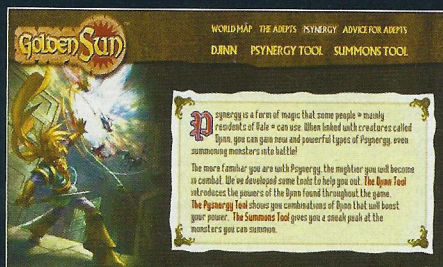 Golden Sun
WORLD MAP THE ADEPTS PSYNERGY ADVICE FOR ADEPTS
DJINN PSYNERGY TOOL SUMMONS TOOL
Psynergy is a form of magic that some people - mainly
residents of Vale - can use. When linked with creatures called
Djinn, you can gain new and powerful types of Psynergy, even
summoning monsters into battle!
The more familiar you are with Psynergy, the mightier you will become
in combat. We've developed some tools to help you out. The Djinn Tool
introduces the powers of the Djinn found throughout the game.
The Pysnergy Tool shows you combinations of Djinn that will boost
your power. The Summons Tool gives you a sneak peak at the
monsters you can summon.